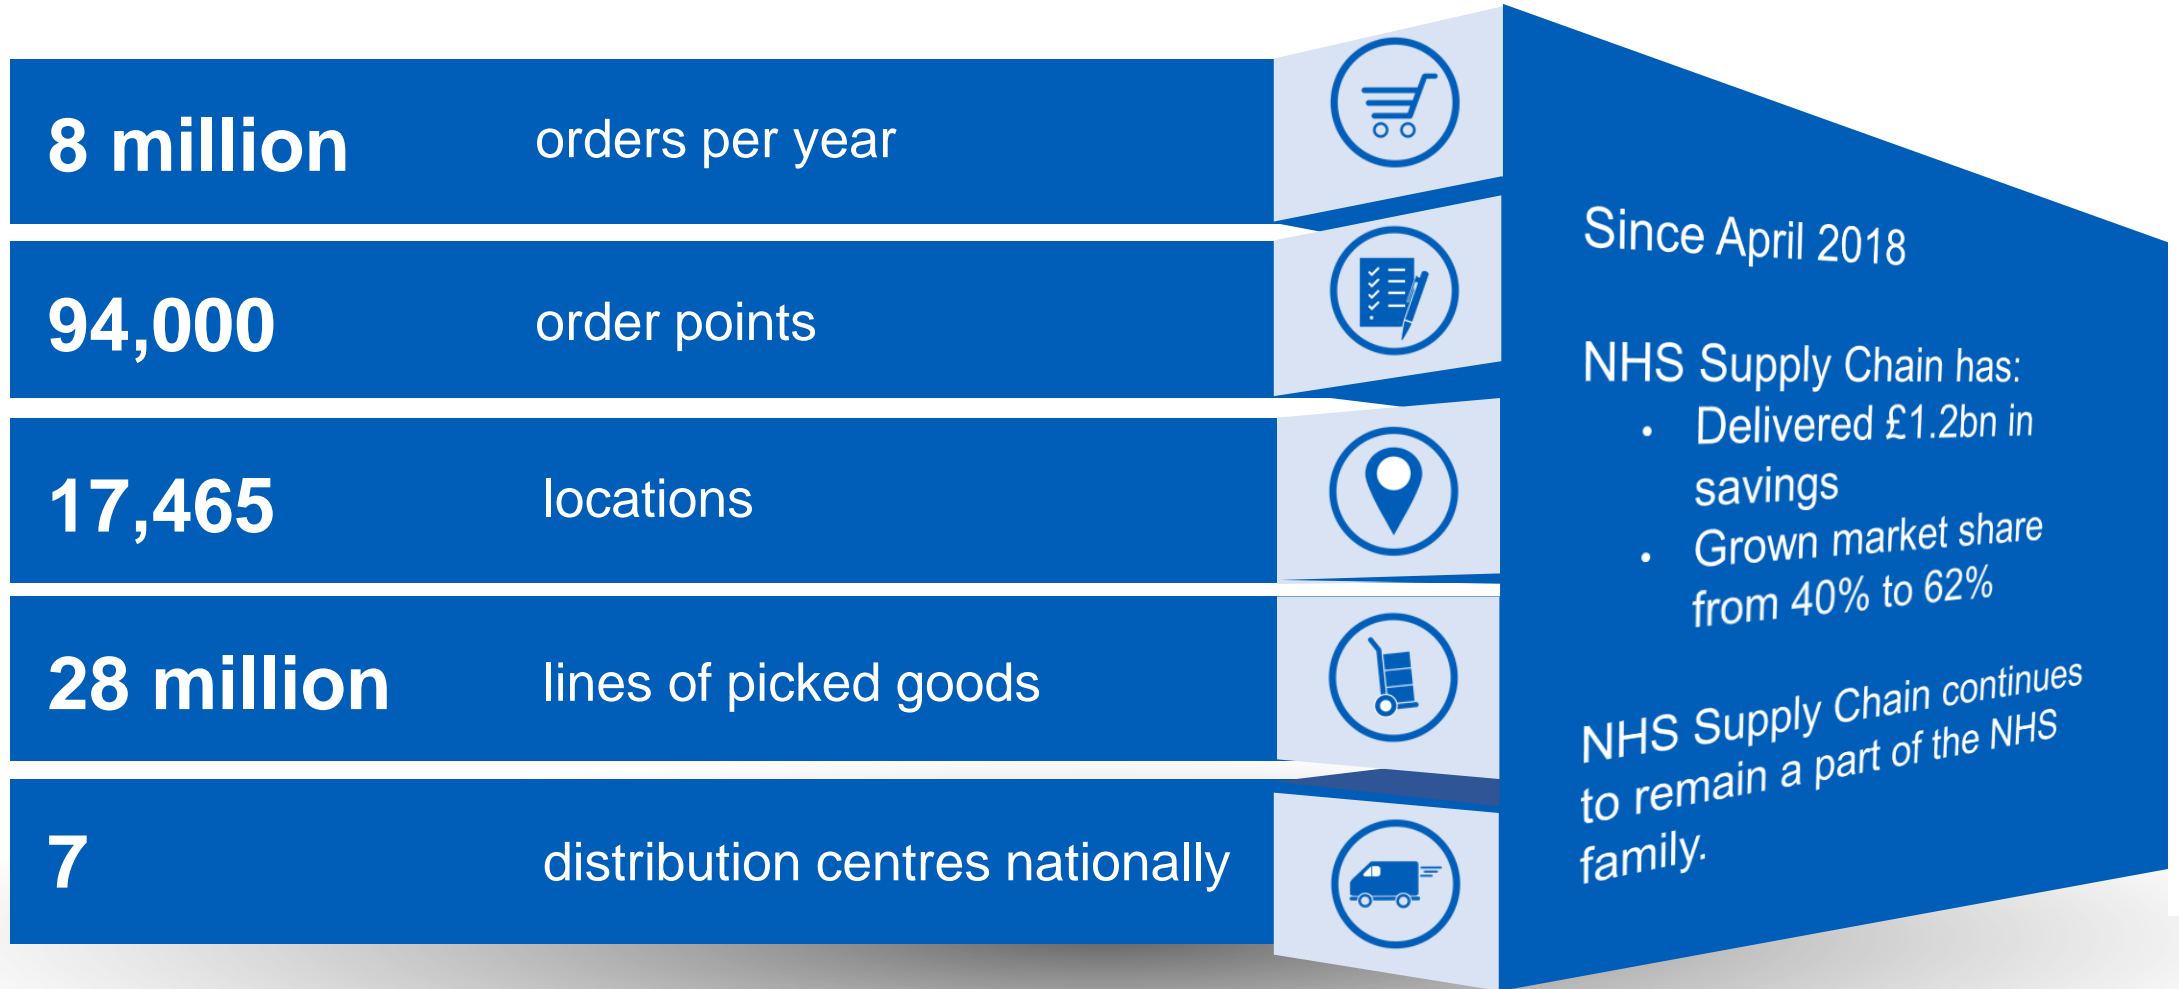 8 million orders per year
94,000 order points
17,465 locations
28 million lines of picked goods
7 distribution centres nationally
Since April 2018
NHS Supply Chain has:
• Delivered £1.2bn in
savings
• Grown market share
from 40% to 62%
NHS Supply Chain continues
to remain a part of the NHS
family.